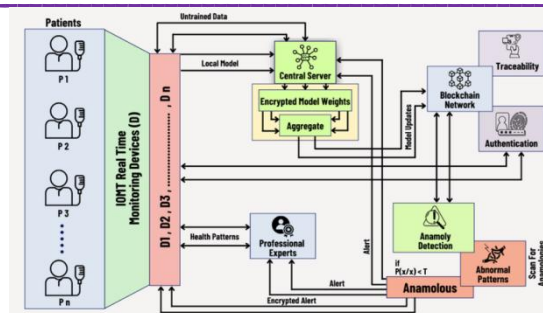 Patients
P 1
P 2
P 3
P n
IOMT Real Time
Monitoring Devices (D)
D1, D2, D3, ........................, D n
Untrained Data
Local Model
Central Server
Encrypted Model Weights
Aggregate
Model Updates
Blockchain
Network
Traceability
Authentication
Health Patterns
Professional
Experts
Alert
Alert
Encrypted Alert
Anamoly
Detection
if
P(x/x) < T
Anamolous
Abnormal
Patterns
Scan For
Anamologies